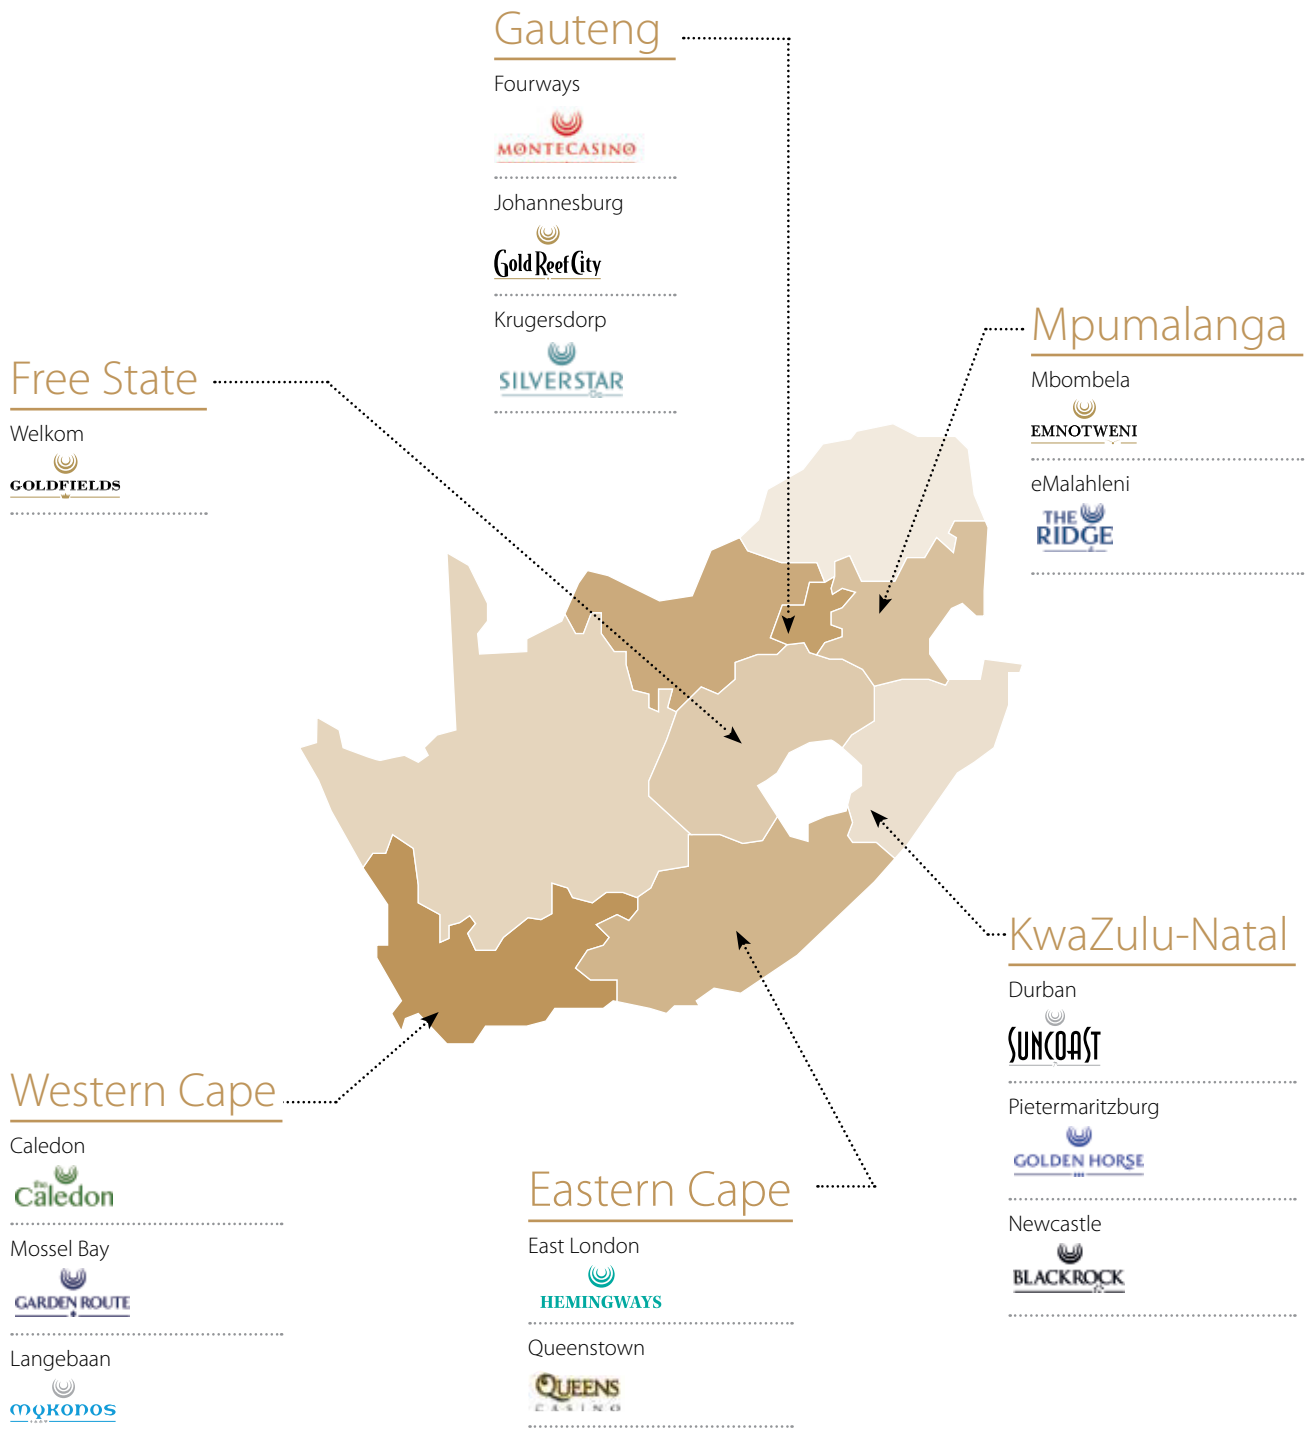 Gauteng
Fourways
MONTECASINO
Johannesburg
Gold Reef City
Krugersdorp
SILVERSTAR
Free State
Welkom
GOLDFIELDS
Mpumalanga
Mbombela
EMNOTWENI
eMalahleni
THE
RIDGE
KwaZulu-Natal
Durban
SUNCOAST
Pietermaritzburg
GOLDEN HORSE
Newcastle
BLACKROCK
Western Cape
Caledon
the
Caledon
Mossel Bay
GARDEN ROUTE
Langebaan
mykonos
Eastern Cape
East London
HEMINGWAYS
Queenstown
QUEENS
CASINO